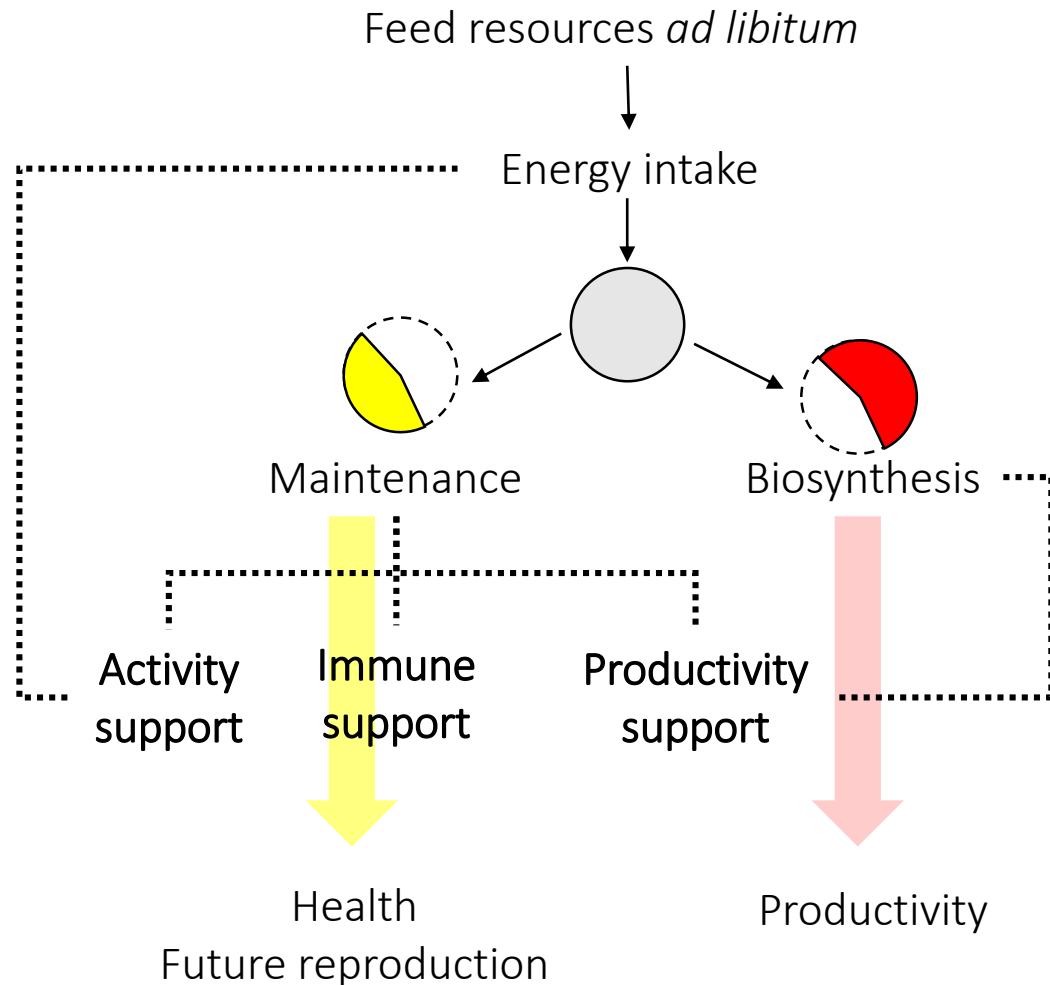 Feed resources ad libitum
Energy intake
Maintenance
Biosynthesis
Activity
support
Immune
support
Productivity
support
Health
Future reproduction
Productivity